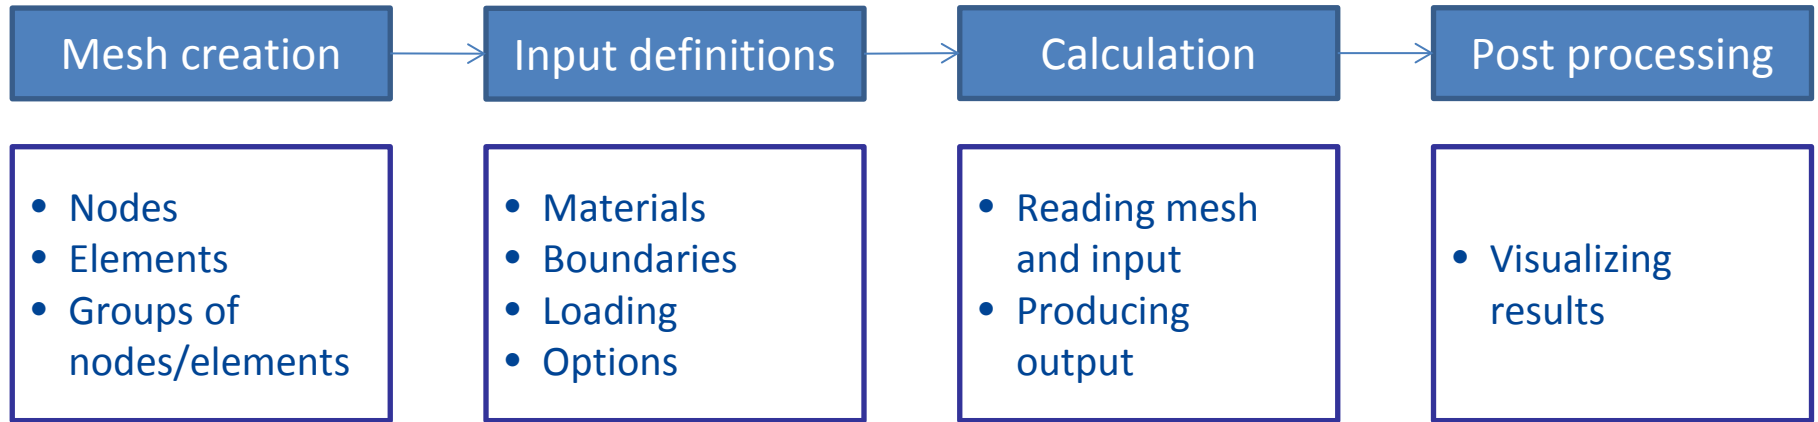 Mesh creation
Input definitions
Calculation
Post processing
• Nodes
• Elements
• Groups of
nodes/elements
• Materials
• Boundaries
• Loading
• Options
• Reading mesh
and input
• Producing
output
• Visualizing
results